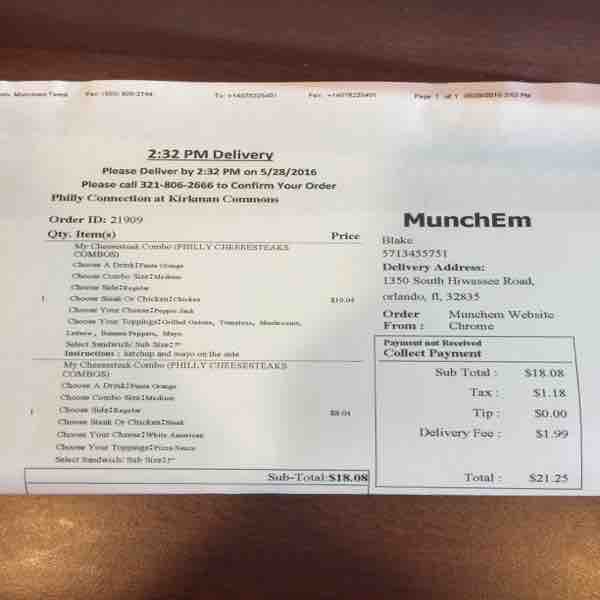 Page 1 of 1
2:32 PM Delivery
Please Deliver by 2:32 PM on 5/28/2016
Please call 321-806-2666 to Confirm Your Order
Philly Connection at Kirkman Commons
Order ID: 21909
Qty. Item(s) Price
My Cheesesteak Combo (PHILLY CHEESESTEAKS
COMBOS)
Choose A Drink:Fanta Orange
Choose Combo Size:Medium
Choose Side:Regular
1 Choose Steak Or Chicken:Chicken $10.04
Choose Your Cheese:Pepper Jack
Choose Your Toppings:Grilled Onions, Tomatoes, Mushrooms,
Lettuce, Banana Peppers, Mayo
Select Sandwich/ Sub Size:7"
Instructions : ketchup and mayo on the side
My Cheesesteak Combo (PHILLY CHEESESTEAKS
COMBOS)
Choose A Drink:Fanta Orange
Choose Combo Size:Medium
Choose Side:Regular
1 $8.04
Choose Steak Or Chicken:Steak
Choose Your Cheese:White American
Choose Your Toppings:Pizza Sauce
Select Sandwich/ Sub Size:7"
Sub-Total:$18.08
MunchEm
Blake
5713455751
Delivery Address:
1350 South Hiwassee Road,
orlando, fl, 32835
Order Munchem Website
From : Chrome
Payment not Received
Collect Payment
Sub Total : $18.08
Tax : $1.18
Tip : $0.00
Delivery Fee : $1.99
Total : $21.25